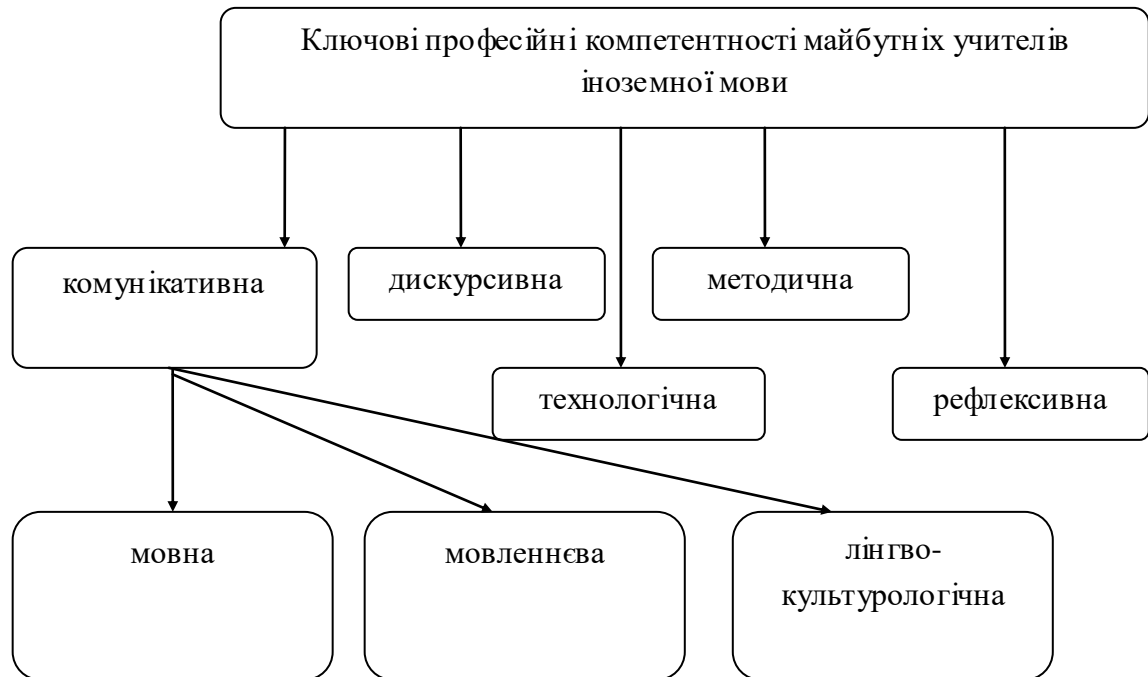 Ключові професійні компетентності майбутніх учителів
іноземної мови
комунікативна
дискурсивна
методична
технологічна
рефлексивна
мовна
мовленнєва
лінгво-
культурологічна